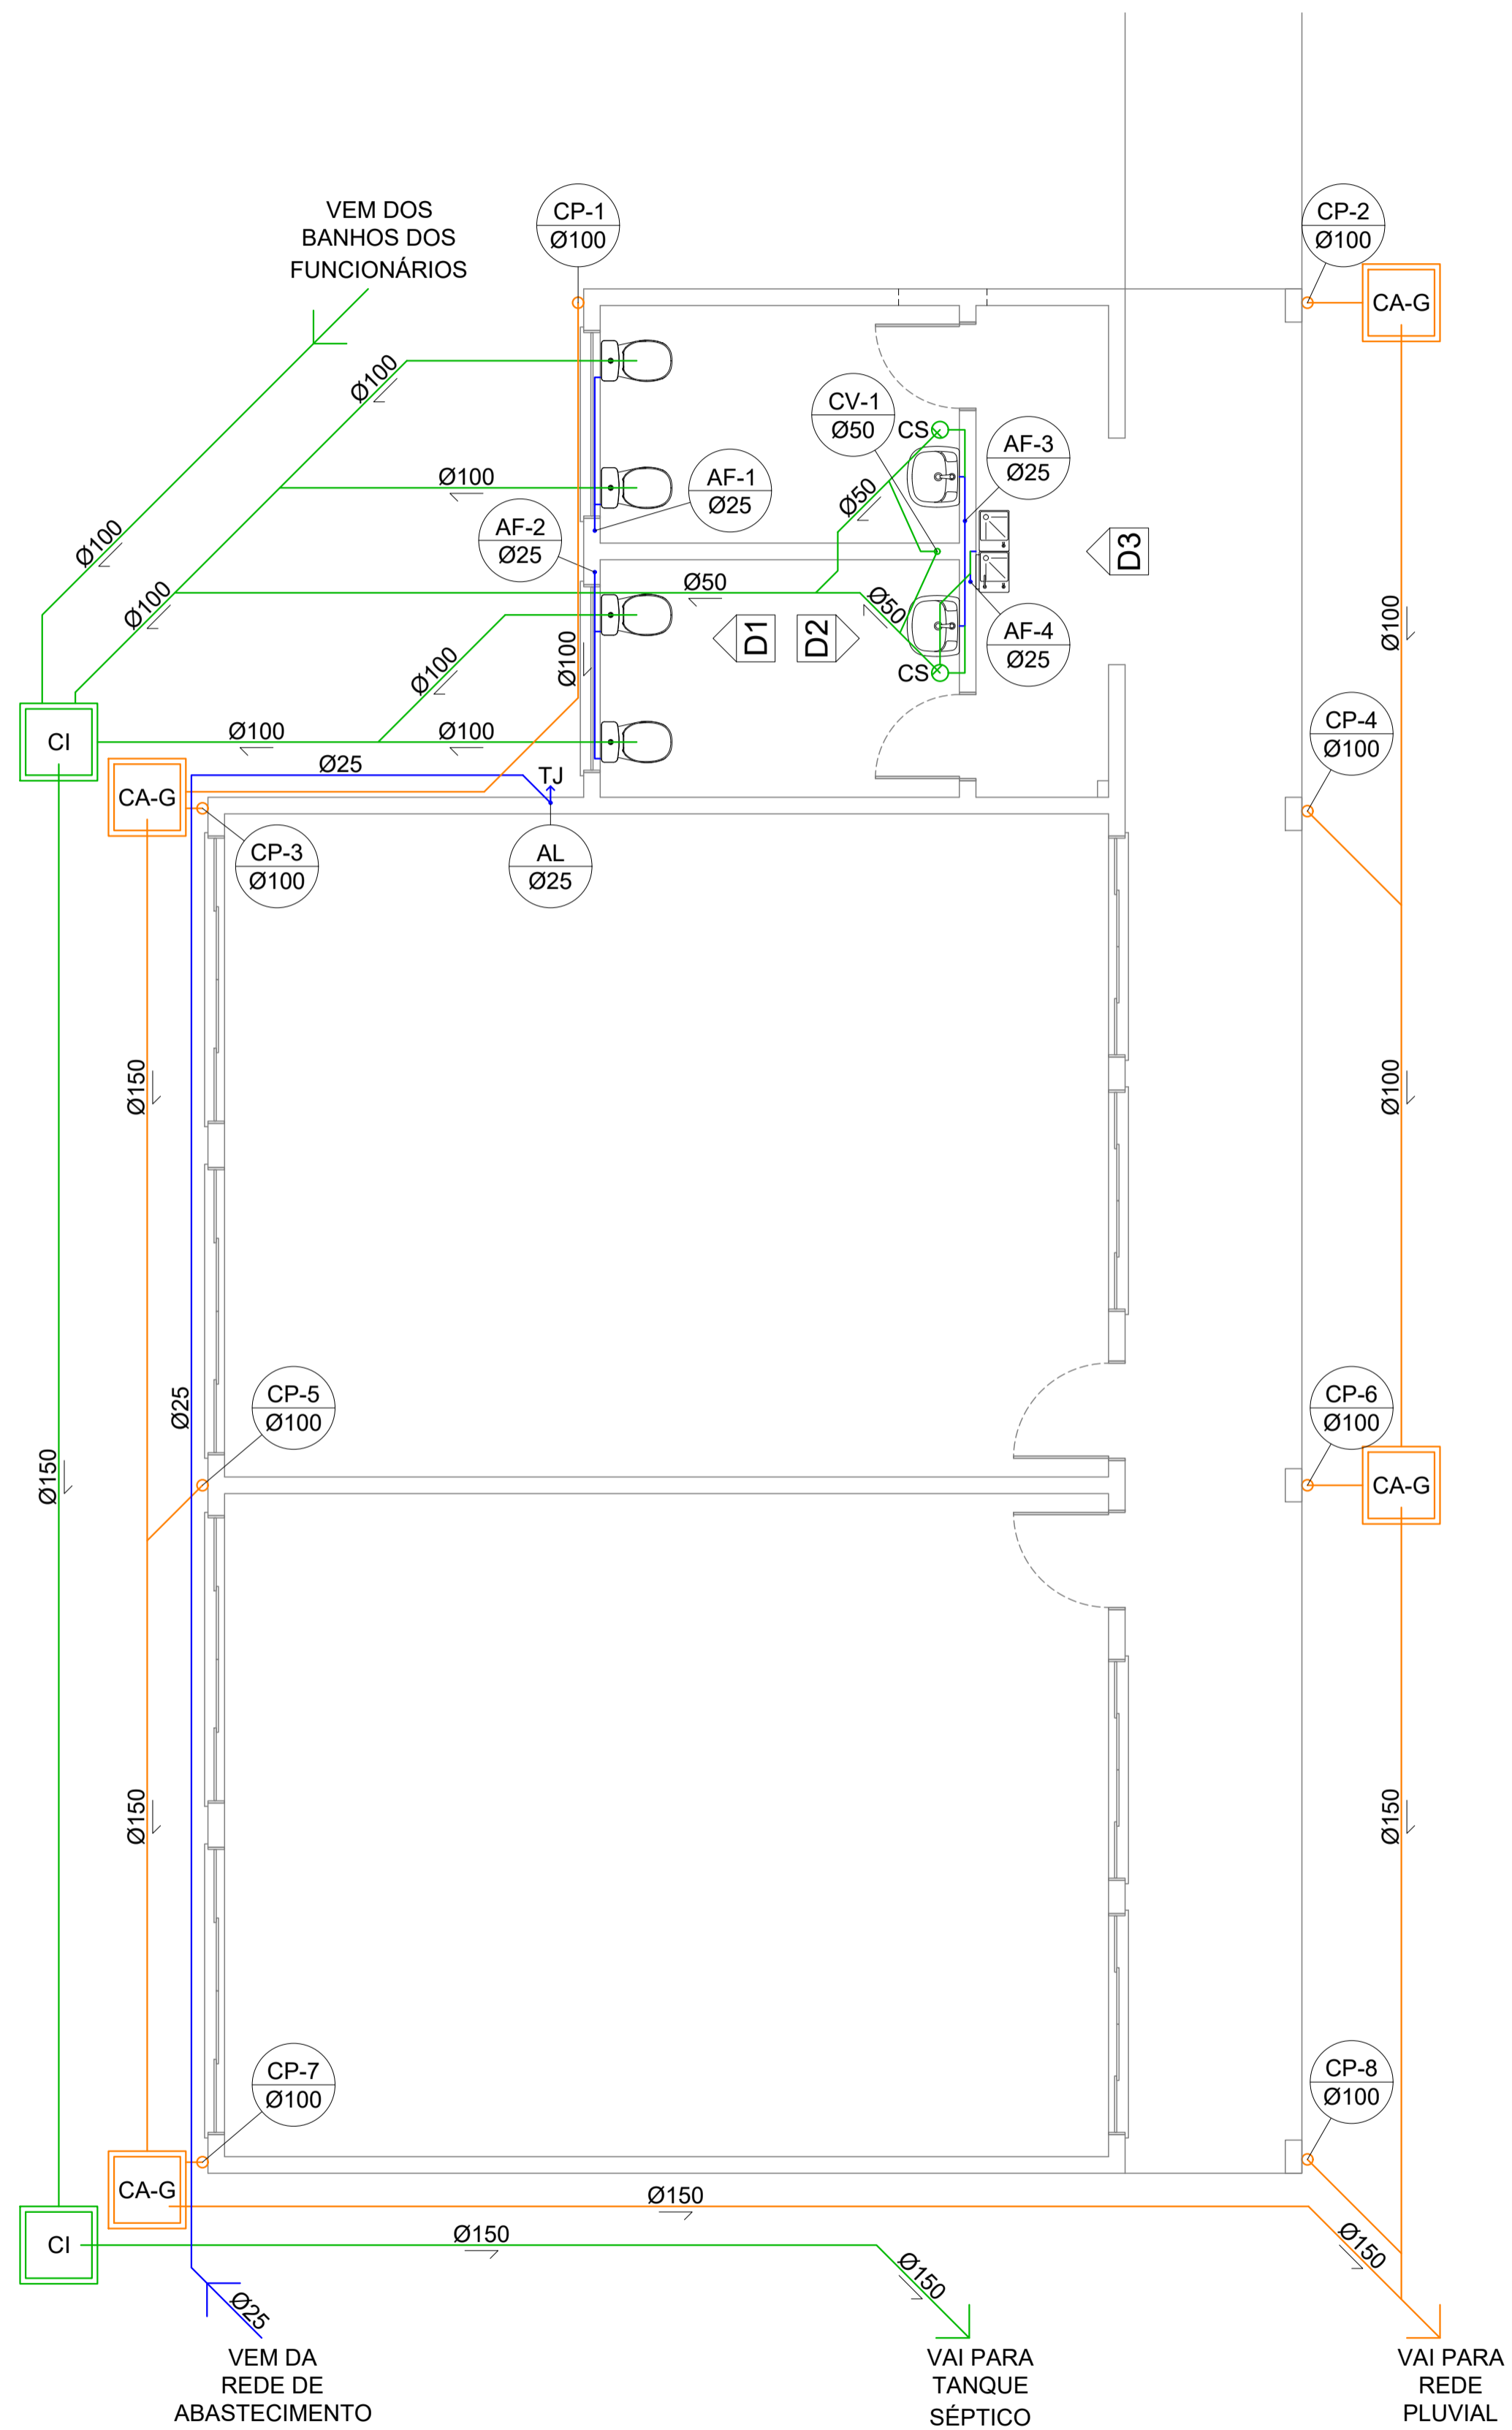 VEM DOS
BANHOS DOS
FUNCIONÁRIOS
CP-1
Ø100
CP-2
Ø100
CA-G
Ø100
CV-1
Ø50
CS
AF-3
Ø25
Ø100
AF-1
Ø25
Ø50
AF-2
Ø25
Ø100
D3
Ø100
Ø50
Ø50
D1
D2
AF-4
Ø25
Ø100
Ø100
Ø100
CS
CI
Ø100
Ø100
CP-4
Ø100
Ø25
TJ
CA-G
CP-3
Ø100
AL
Ø25
Ø150
Ø100
Ø25
CP-5
Ø100
CP-6
Ø100
Ø150
CA-G
Ø150
Ø150
CP-7
Ø100
CP-8
Ø100
CA-G
Ø150
CI
Ø150
Ø150
Ø150
Ø25
VEM DA
REDE DE
ABASTECIMENTO
VAI PARA
TANQUE
SÉPTICO
VAI PARA
REDE
PLUVIAL